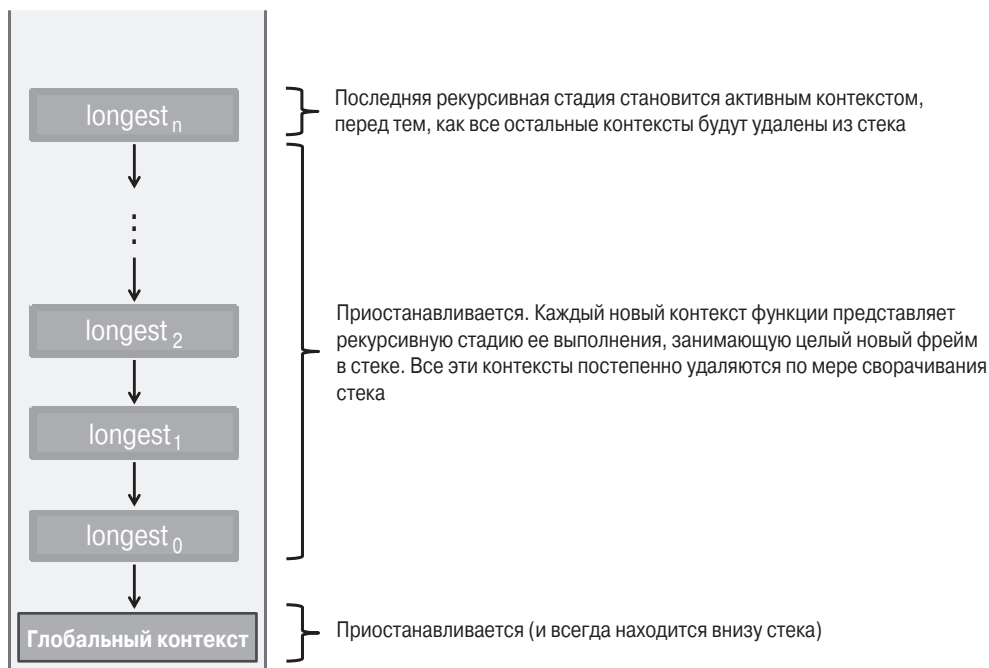 longest n
Последняя рекурсивная стадия становится активным контекстом,
перед тем, как все остальные контексты будут удалены из стека
longest 2
Приостанавливается. Каждый новый контекст функции представляет
рекурсивную стадию ее выполнения, занимающую целый новый фрейм
в стеке. Все эти контексты постепенно удаляются по мере сворачивания
стека
longest 1
longest 0
Глобальный контекст
Приостанавливается (и всегда находится внизу стека)